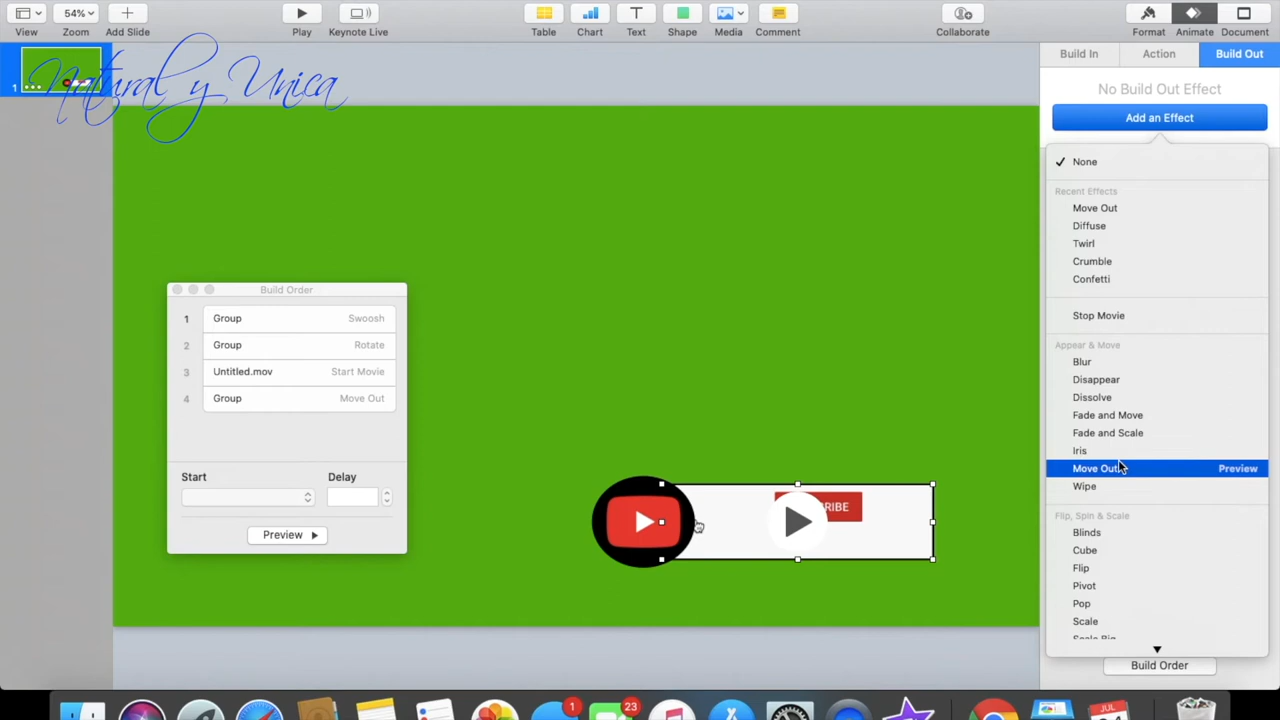 54%
View
Zoom
Add Slide
Play
Keynote Live
Table
Chart
Text
Shape
Media
Comment
Collaborate
Format
Animate
Document
1
Natural y Unica
Build In
Action
Build Out
No Build Out Effect
Add an Effect
None
Recent Effects
Move Out
Diffuse
Twirl
Crumble
Confetti
Stop Movie
Appear & Move
Blur
Disappear
Dissolve
Fade and Move
Fade and Scale
Iris
Move Out Preview
Wipe
Flip, Spin & Scale
Blinds
Cube
Flip
Pivot
Pop
Scale
Scale Big
Build Order
Build Order
1 Group Swoosh
2 Group Rotate
3 Untitled.mov Start Movie
4 Group Move Out
Start Delay
Preview
RIBE
1
23
JUL